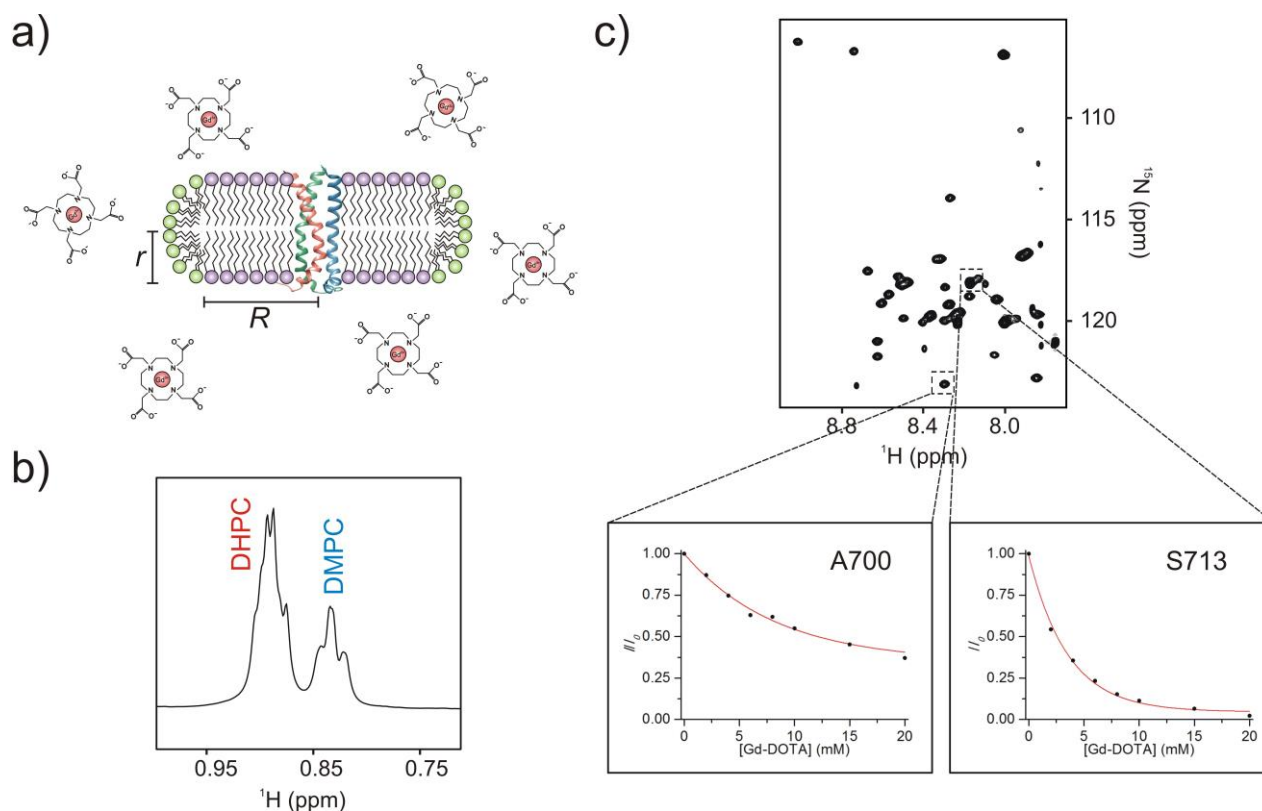 a)
O⁻
O
N
Gd³⁺
r
R
b)
DHPC
DMPC
0.95
0.85
0.75
¹H (ppm)
c)
110
115
120
¹⁵N (ppm)
8.8
8.4
8.0
¹H (ppm)
A700
1.00
0.75
0.50
0.25
0.00
I/I₀
0
5
10
15
20
[Gd-DOTA] (mM)
S713
1.00
0.75
0.50
0.25
0.00
I/I₀
0
5
10
15
20
[Gd-DOTA] (mM)